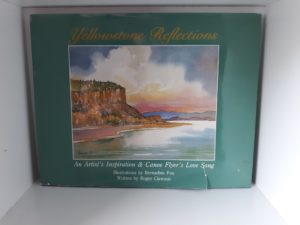 Yellowstone Reflections
An Artist's Inspiration & Canoe Flyer's Love Song
Illustrations by Bernadine Fox
Written by Roger Clawson